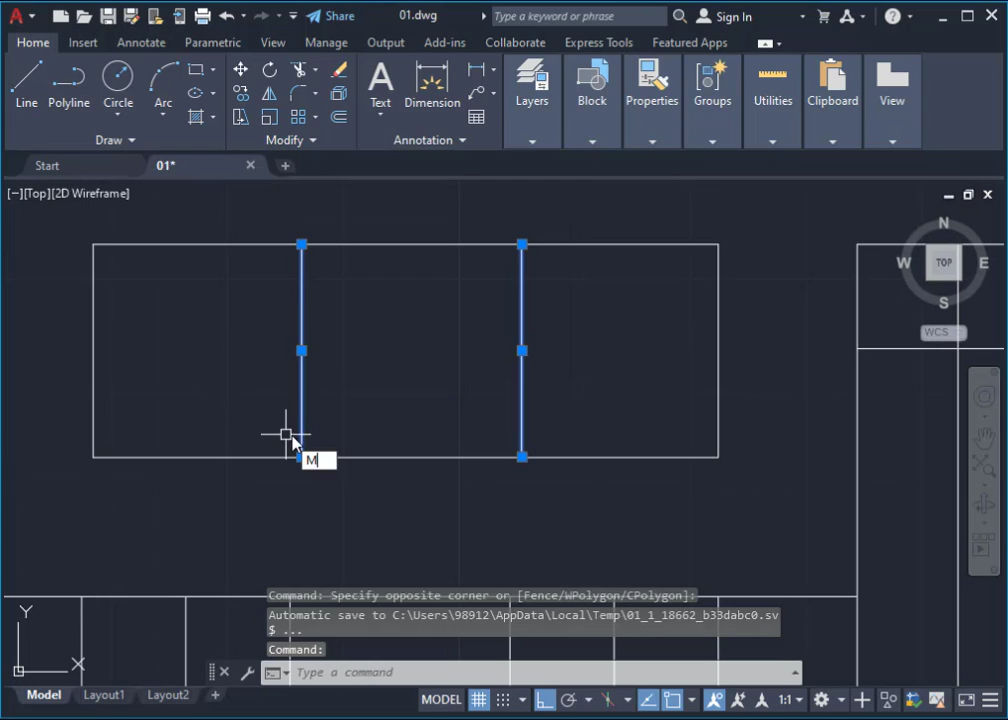 A Share 01.dwg Type a keyword or phrase Sign In
Home Insert Annotate Parametric View Manage Output Add-ins Collaborate Express Tools Featured Apps
Line Polyline Circle Arc Text Dimension Layers Block Properties Groups Utilities Clipboard View
Draw Modify Annotation
Start 01* +
[−][Top][2D Wireframe]
N
W TOP E
S
WCS
M
Command: Specify opposite corner or [Fence/WPolygon/CPolygon]:
Automatic save to C:\Users\98912\AppData\Local\Temp\01_1_18662_b33dabc0.sv
$ ...
Command:
Type a command
Y
X
Model Layout1 Layout2 + MODEL 1:1